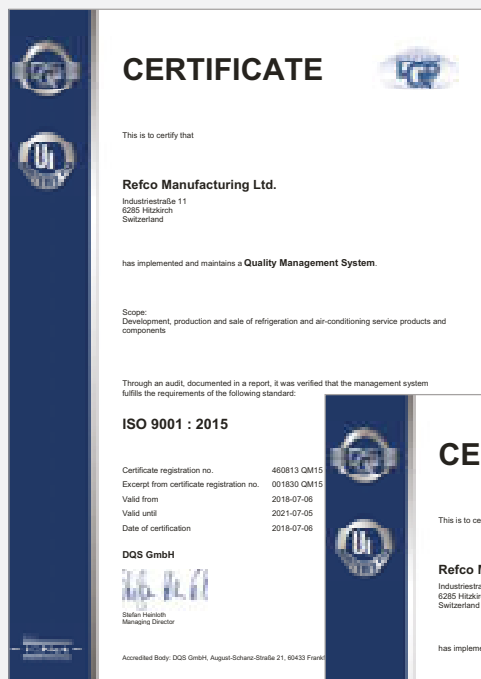 CERTIFICATE
This is to certify that
Refco Manufacturing Ltd.
Industriestraße 11
6285 Hitzkirch
Switzerland
has implemented and maintains a Quality Management System.
Scope:
Development, production and sale of refrigeration and air-conditioning service products and
components
Through an audit, documented in a report, it was verified that the management system
fulfills the requirements of the following standard:
ISO 9001 : 2015
Certificate registration no. 460813 QM15
Excerpt from certificate registration no. 001830 QM15
Valid from 2018-07-06
Valid until 2021-07-05
Date of certification 2018-07-06
DQS GmbH
Stefan Heinloth
Managing Director
Accredited Body: DQS GmbH, August-Schanz-Straße 21, 60433
CE
This is to
Refco
6285
Switzerland
has